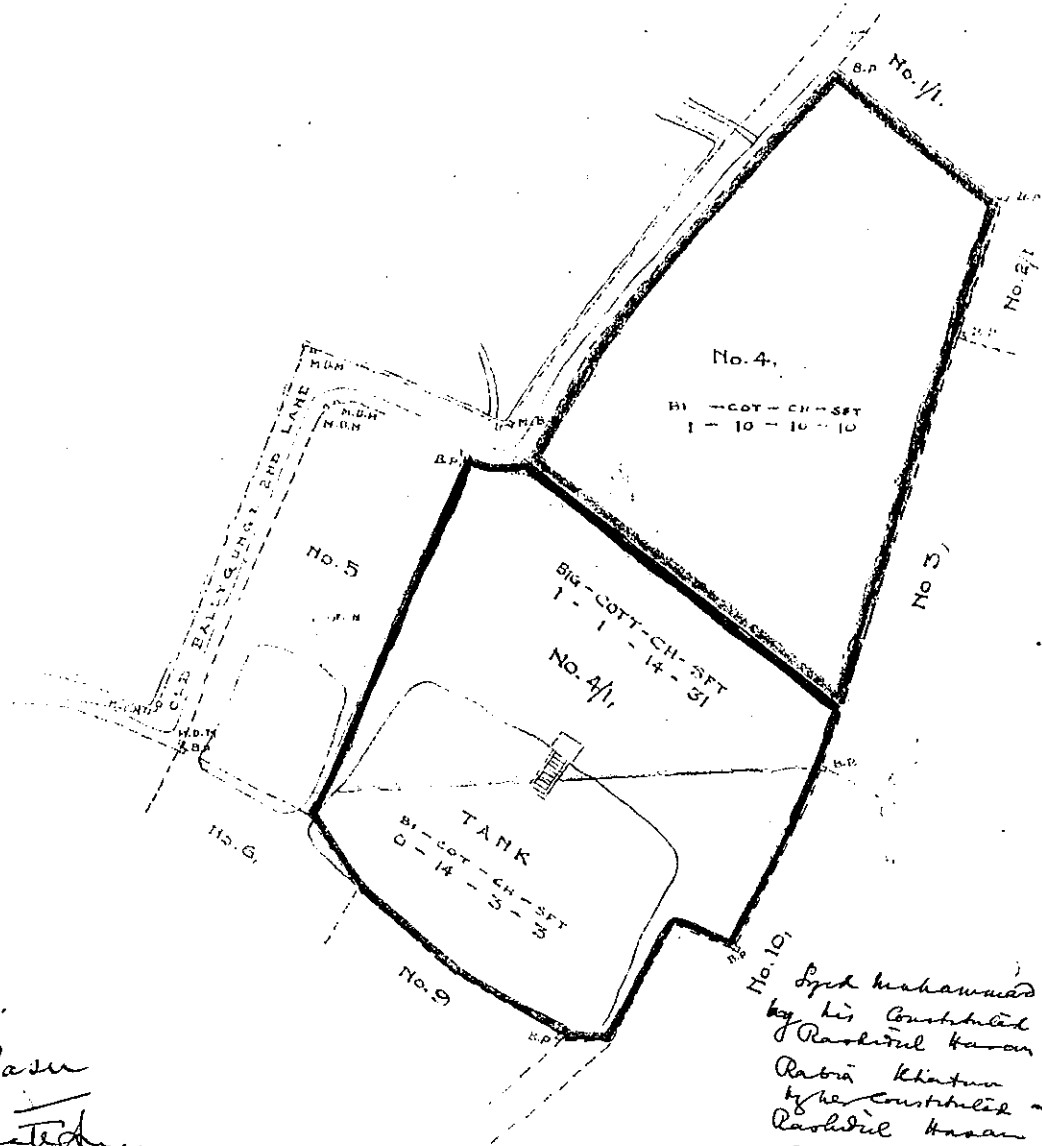 B.P
No. 1/1.
B.P
No. 2/1
B.P
No. 4,
BI - COT - CH - SFT
1 - 10 - 10 - 10
M.D.M
M.D.M
M.D.M
M.B
B.P
OLD BALLYGUNGE 2ND LANE
No. 5
No 3,
BIG - COTT - CH - SFT
1 - 1 - 14 - 31
No. 4/1,
B.P.
M.D.M
B.P
TANK
BI - COT - CH - SFT
0 - 14 - 3 - 3
No. 6,
No. 9
No. 10,
B.P
B.P
Syed Muhammad
by his Constituted
Rashidul Hasan
Rabia Khatun
by her Constituted
Rashidul Hasan